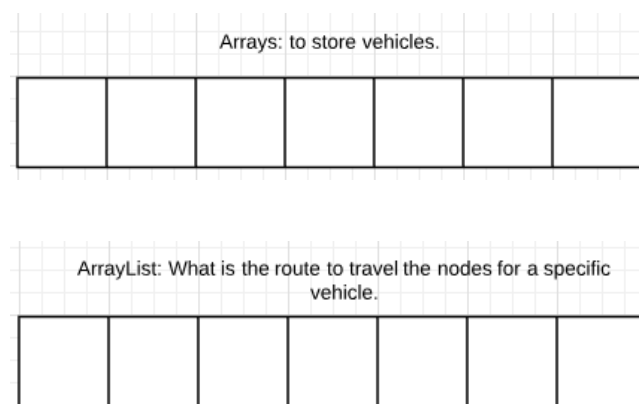 Arrays: to store vehicles.
ArrayList: What is the route to travel the nodes for a specific
vehicle.